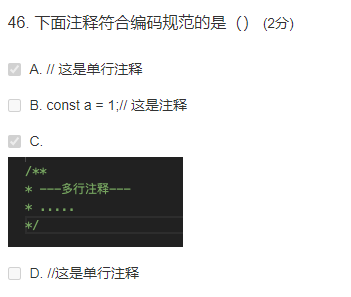 46. 下面注释符合编码规范的是（） (2分)
A. // 这是单行注释
B. const a = 1;// 这是注释
C.
/**
* ---多行注释---
* .....
*/
D. //这是单行注释